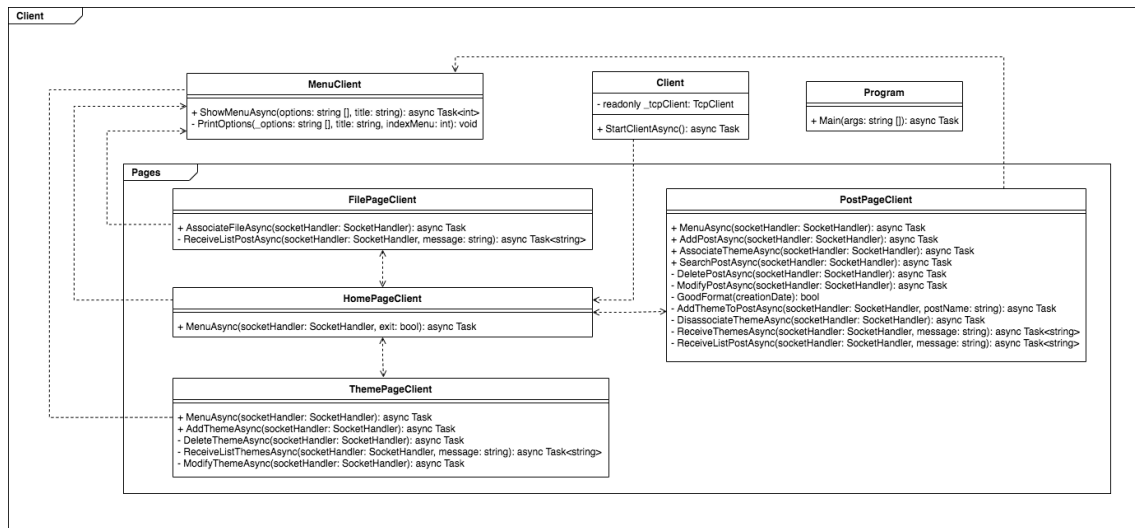 Client
MenuClient
+ ShowMenuAsync(options: string [], title: string): async Task<int>
- PrintOptions(_options: string [], title: string, indexMenu: int): void
Client
- readonly _tcpClient: TcpClient
+ StartClientAsync(): async Task
Program
+ Main(args: string []): async Task
Pages
FilePageClient
+ AssociateFileAsync(socketHandler: SocketHandler): async Task
- ReceiveListPostAsync(socketHandler: SocketHandler, message: string): async Task<string>
HomePageClient
+ MenuAsync(socketHandler: SocketHandler, exit: bool): async Task
ThemePageClient
+ MenuAsync(socketHandler: SocketHandler): async Task
+ AddThemeAsync(socketHandler: SocketHandler): async Task
- DeleteThemeAsync(socketHandler: SocketHandler): async Task
- ReceiveListThemesAsync(socketHandler: SocketHandler, message: string): async Task<string>
- ModifyThemeAsync(socketHandler: SocketHandler): async Task
PostPageClient
+ MenuAsync(socketHandler: SocketHandler): async Task
+ AddPostAsync(socketHandler: SocketHandler): async Task
+ AssociateThemeAsync(socketHandler: SocketHandler): async Task
+ SearchPostAsync(socketHandler: SocketHandler): async Task
- DeletePostAsync(socketHandler: SocketHandler): async Task
- ModifyPostAsync(socketHandler: SocketHandler): async Task
- GoodFormat(creationDate): bool
- AddThemeToPostAsync(socketHandler: SocketHandler, postName: string): async Task
- DisassociateThemeAsync(socketHandler: SocketHandler): async Task
- ReceiveThemesAsync(socketHandler: SocketHandler, message: string): async Task<string>
- ReceiveListPostAsync(socketHandler: SocketHandler, message: string): async Task<string>